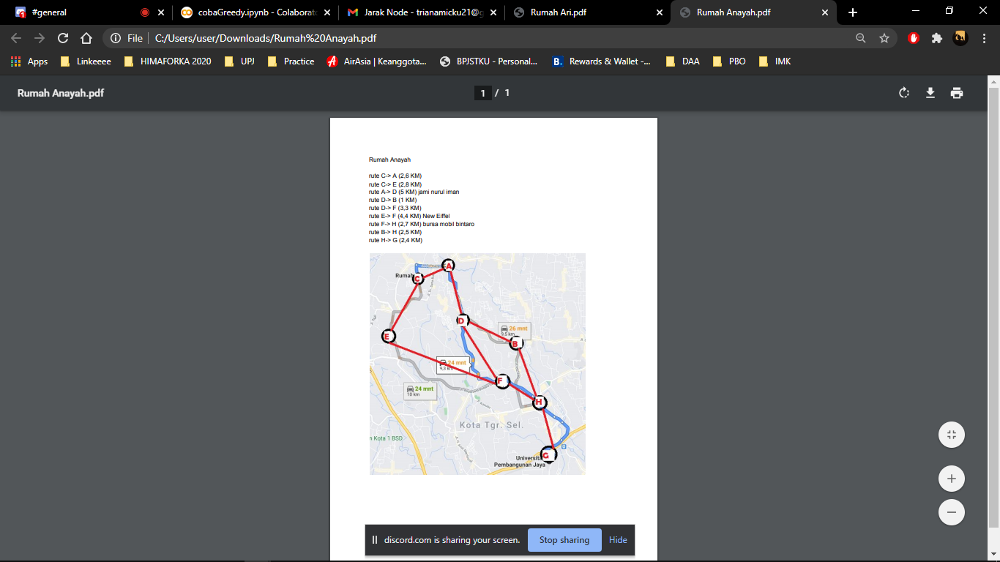 #general
cobaGreedy.ipynb - Colaborato
Jarak Node - trianamicku21@g
Rumah Ari.pdf
Rumah Anayah.pdf
File
C:/Users/user/Downloads/Rumah%20Anayah.pdf
Apps
Linkeeee
HIMAFORKA 2020
UPJ
Practice
AirAsia | Keanggota...
BPJSTKU - Personal...
B.
Rewards & Wallet -...
DAA
PBO
IMK
Rumah Anayah.pdf
1 / 1
Rumah Anayah
rute C-> A (2,6 KM)
rute C-> E (2,8 KM)
rute A-> D (5 KM) jami nurul iman
rute D-> B (1 KM)
rute D-> F (3,3 KM)
rute E-> F (4,4 KM) New Eiffel
rute F-> H (2,7 KM) bursa mobil bintaro
rute B-> H (2,5 KM)
rute H-> G (2,4 KM)
A
Rumah
C
D
26 mnt
9,5 km
E
B
24 mnt
9,3 km
F
24 mnt
10 km
H
Kota Tgr. Sel.
n Kota 1 BSD
G
Universita
Pembangunan Jaya
discord.com is sharing your screen.
Stop sharing
Hide